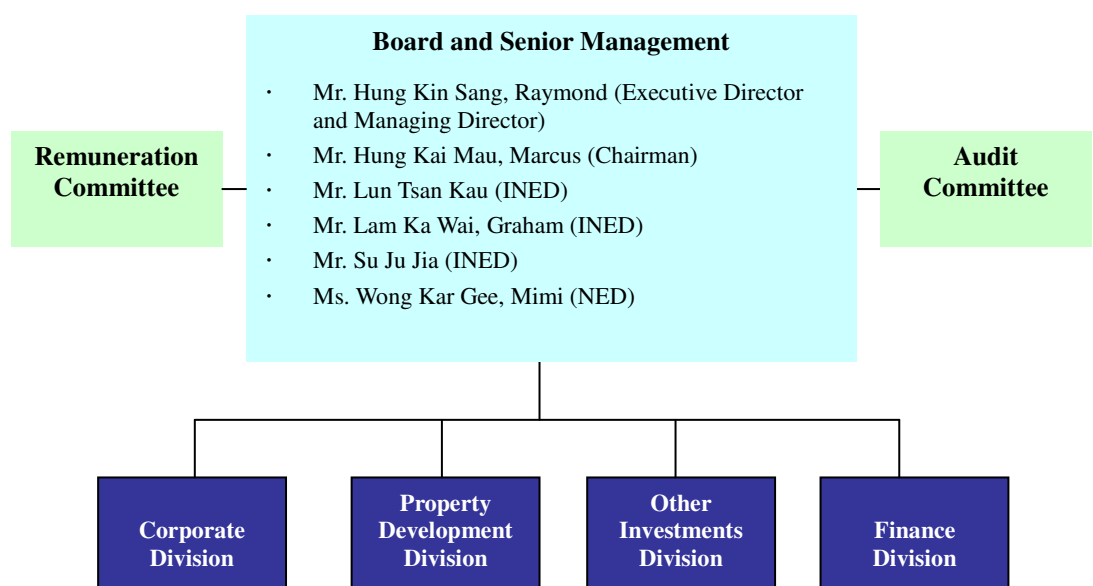 Board and Senior Management
· Mr. Hung Kin Sang, Raymond (Executive Director
and Managing Director)
· Mr. Hung Kai Mau, Marcus (Chairman)
· Mr. Lun Tsan Kau (INED)
· Mr. Lam Ka Wai, Graham (INED)
· Mr. Su Ju Jia (INED)
· Ms. Wong Kar Gee, Mimi (NED)
Remuneration
Committee
Audit
Committee
Corporate
Division
Property
Development
Division
Other
Investments
Division
Finance
Division